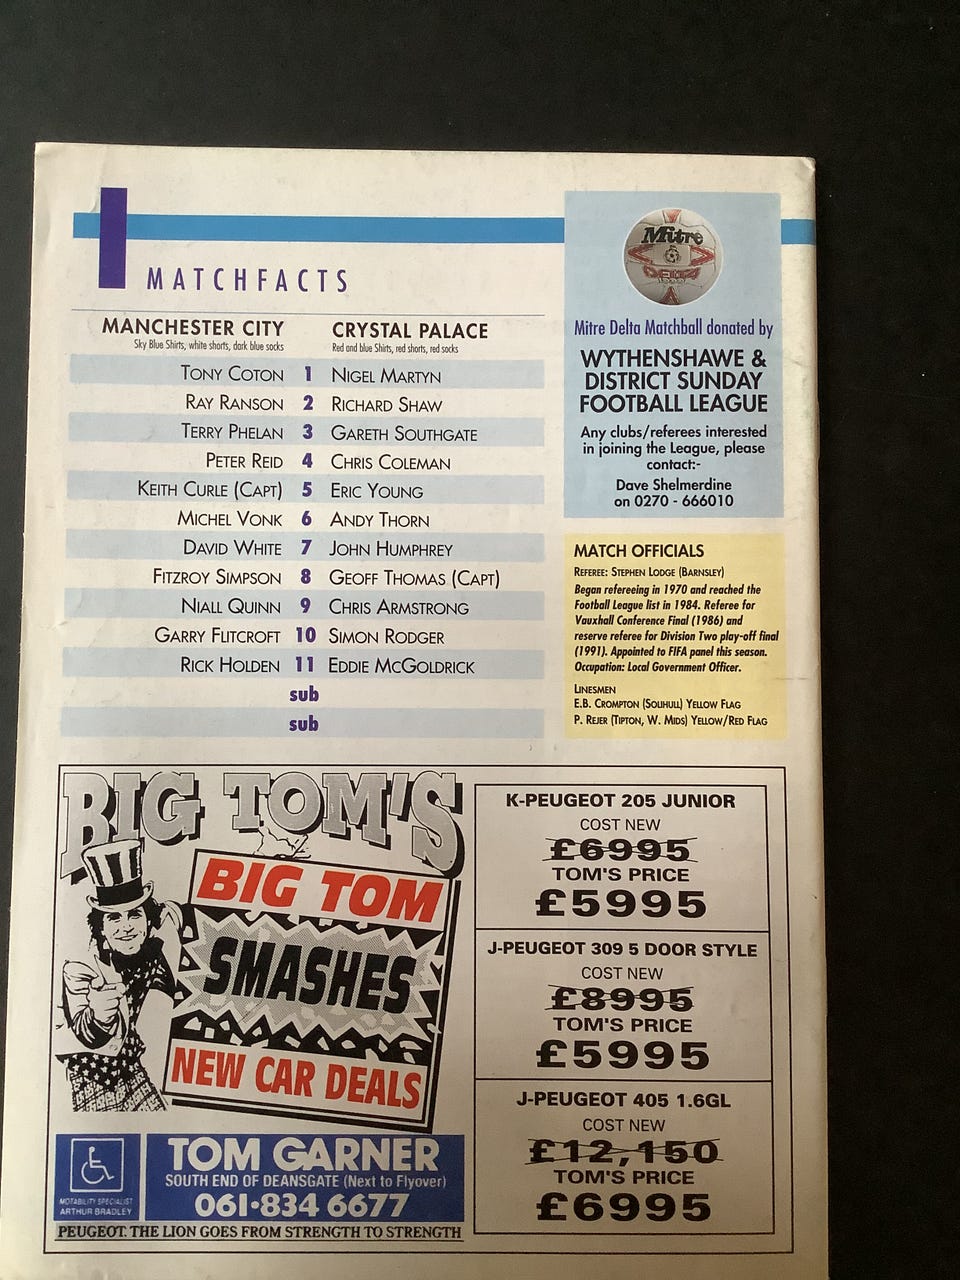 MATCHFACTS
MANCHESTER CITY
Sky Blue Shirts, white shorts, dark blue socks
CRYSTAL PALACE
Red and blue Shirts, red shorts, red socks
TONY COTON 1 NIGEL MARTYN
RAY RANSON 2 RICHARD SHAW
TERRY PHELAN 3 GARETH SOUTHGATE
PETER REID 4 CHRIS COLEMAN
KEITH CURLE (CAPT) 5 ERIC YOUNG
MICHEL VONK 6 ANDY THORN
DAVID WHITE 7 JOHN HUMPHREY
FITZROY SIMPSON 8 GEOFF THOMAS (CAPT)
NIALL QUINN 9 CHRIS ARMSTRONG
GARRY FLITCROFT 10 SIMON RODGER
RICK HOLDEN 11 EDDIE MCGOLDRICK
sub
sub
Mitre
DELTA
Mitre Delta Matchball donated by
WYTHENSHAWE &
DISTRICT SUNDAY
FOOTBALL LEAGUE
Any clubs/referees interested
in joining the League, please
contact:-
Dave Shelmerdine
on 0270 - 666010
MATCH OFFICIALS
REFEREE: STEPHEN LODGE (BARNSLEY)
Began refereeing in 1970 and reached the
Football League list in 1984. Referee for
Vauxhall Conference Final (1986) and
reserve referee for Division Two play-off final
(1991). Appointed to FIFA panel this season.
Occupation: Local Government Officer.
LINESMEN
E.B. CROMPTON (SOLIHULL) YELLOW FLAG
P. REJER (TIPTON, W. MIDS) YELLOW/RED FLAG
BIG TOM'S
BIG TOM
SMASHES
NEW CAR DEALS
MOTABILITY SPECIALIST
ARTHUR BRADLEY
TOM GARNER
SOUTH END OF DEANSGATE (Next to Flyover)
061·834 6677
PEUGEOT. THE LION GOES FROM STRENGTH TO STRENGTH
K-PEUGEOT 205 JUNIOR
COST NEW
£6995
TOM'S PRICE
£5995
J-PEUGEOT 309 5 DOOR STYLE
COST NEW
£8995
TOM'S PRICE
£5995
J-PEUGEOT 405 1.6GL
COST NEW
£12,150
TOM'S PRICE
£6995